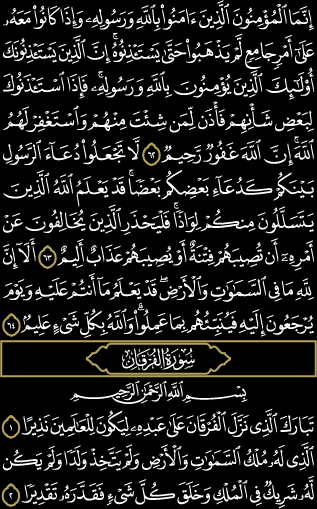 إِنَّمَا ٱلْمُؤْمِنُونَ ٱلَّذِينَ ءَامَنُوا۟ بِٱللَّهِ وَرَسُولِهِۦ وَإِذَا كَانُوا۟ مَعَهُۥ
عَلَىٰٓ أَمْرٍ جَامِعٍ لَّمْ يَذْهَبُوا۟ حَتَّىٰ يَسْتَـْٔذِنُوهُ ۚ إِنَّ ٱلَّذِينَ يَسْتَـْٔذِنُونَكَ
أُو۟لَـٰٓئِكَ ٱلَّذِينَ يُؤْمِنُونَ بِٱللَّهِ وَرَسُولِهِۦ ۚ فَإِذَا ٱسْتَـْٔذَنُوكَ
لِبَعْضِ شَأْنِهِمْ فَأْذَن لِّمَن شِئْتَ مِنْهُمْ وَٱسْتَغْفِرْ لَهُمُ
ٱللَّهَ ۚ إِنَّ ٱللَّهَ غَفُورٌ رَّحِيمٌ ٦٢ لَّا تَجْعَلُوا۟ دُعَآءَ ٱلرَّسُولِ
بَيْنَكُمْ كَدُعَآءِ بَعْضِكُم بَعْضًا ۚ قَدْ يَعْلَمُ ٱللَّهُ ٱلَّذِينَ
يَتَسَلَّلُونَ مِنكُمْ لِوَاذًا ۚ فَلْيَحْذَرِ ٱلَّذِينَ يُخَالِفُونَ عَنْ
أَمْرِهِۦٓ أَن تُصِيبَهُمْ فِتْنَةٌ أَوْ يُصِيبَهُمْ عَذَابٌ أَلِيمٌ ٦٣ أَلَآ إِنَّ
لِلَّهِ مَا فِى ٱلسَّمَـٰوَٰتِ وَٱلْأَرْضِ ۖ قَدْ يَعْلَمُ مَآ أَنتُمْ عَلَيْهِ وَيَوْمَ
يُرْجَعُونَ إِلَيْهِ فَيُنَبِّئُهُم بِمَا عَمِلُوا۟ ۗ وَٱللَّهُ بِكُلِّ شَىْءٍ عَلِيمٌۢ ٦٤
سُورَةُ الفُرْقَانِ
بِسْمِ ٱللَّهِ ٱلرَّحْمَـٰنِ ٱلرَّحِيمِ
تَبَارَكَ ٱلَّذِى نَزَّلَ ٱلْفُرْقَانَ عَلَىٰ عَبْدِهِۦ لِيَكُونَ لِلْعَـٰلَمِينَ نَذِيرًا ١
ٱلَّذِى لَهُۥ مُلْكُ ٱلسَّمَـٰوَٰتِ وَٱلْأَرْضِ وَلَمْ يَتَّخِذْ وَلَدًا وَلَمْ يَكُن
لَّهُۥ شَرِيكٌ فِى ٱلْمُلْكِ وَخَلَقَ كُلَّ شَىْءٍ فَقَدَّرَهُۥ تَقْدِيرًا ٢